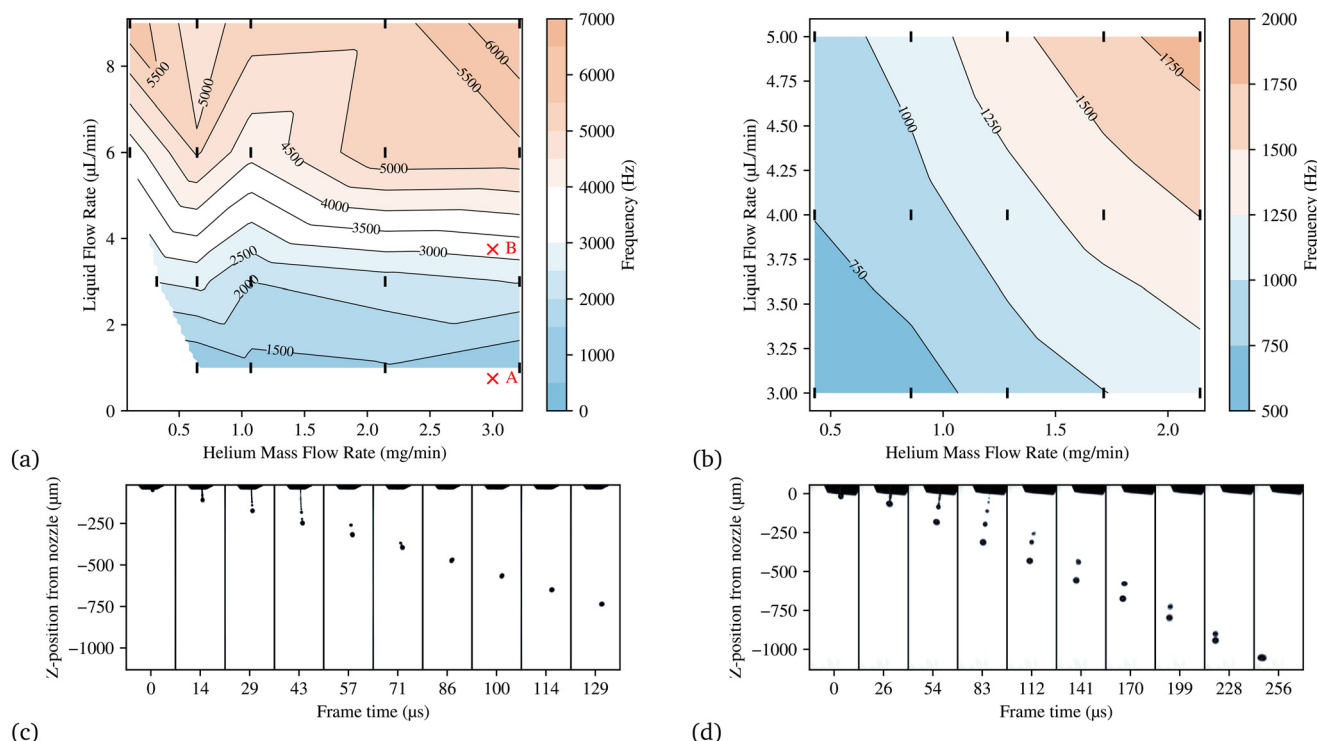 8
6
4
2
0
Liquid Flow Rate (µL/min)
5500
5000
6000
5500
4500
5000
4000
3500
3000
2500
2000
1500
B
A
0.5 1.0 1.5 2.0 2.5 3.0
Helium Mass Flow Rate (mg/min)
7000
6000
5000
4000
3000
2000
1000
0
Frequency (Hz)
(a)
5.00
4.75
4.50
4.25
4.00
3.75
3.50
3.25
3.00
Liquid Flow Rate (µL/min)
1750
1500
1250
1000
750
0.5 1.0 1.5 2.0
Helium Mass Flow Rate (mg/min)
2000
1750
1500
1250
1000
750
500
Frequency (Hz)
(b)
−250
−500
−750
−1000
Z-position from nozzle (µm)
0 14 29 43 57 71 86 100 114 129
Frame time (µs)
(c)
0
−250
−500
−750
−1000
Z-position from nozzle (µm)
0 26 54 83 112 141 170 199 228 256
Frame time (µs)
(d)